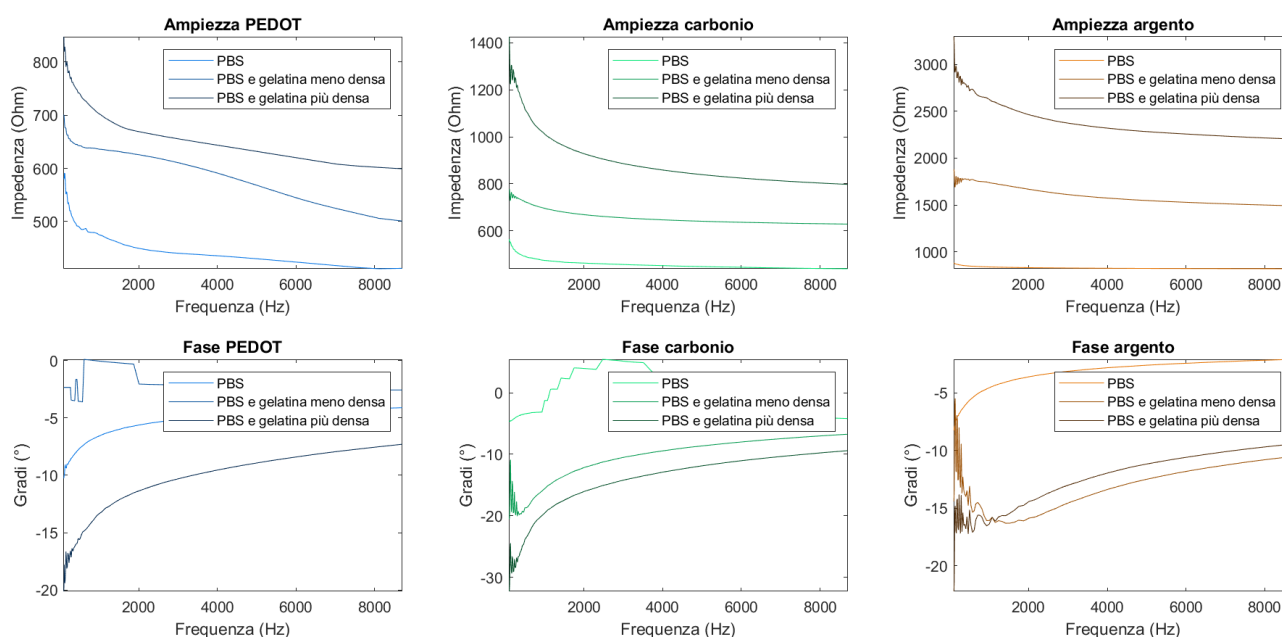 Ampiezza PEDOT
800
700
600
500
Impedenza (Ohm)
PBS
PBS e gelatina meno densa
PBS e gelatina più densa
2000 4000 6000 8000
Frequenza (Hz)
Ampiezza carbonio
1400
1200
1000
800
600
Impedenza (Ohm)
PBS
PBS e gelatina meno densa
PBS e gelatina più densa
2000 4000 6000 8000
Frequenza (Hz)
Ampiezza argento
3000
2500
2000
1500
1000
Impedenza (Ohm)
PBS
PBS e gelatina meno densa
PBS e gelatina più densa
2000 4000 6000 8000
Frequenza (Hz)
Fase PEDOT
0
-5
-10
-15
-20
Gradi (°)
PBS
PBS e gelatina meno densa
PBS e gelatina più densa
2000 4000 6000 8000
Frequenza (Hz)
Fase carbonio
0
-10
-20
-30
Gradi (°)
PBS
PBS e gelatina meno densa
PBS e gelatina più densa
2000 4000 6000 8000
Frequenza (Hz)
Fase argento
-5
-10
-15
-20
Gradi (°)
PBS
PBS e gelatina meno densa
PBS e gelatina più densa
2000 4000 6000 8000
Frequenza (Hz)